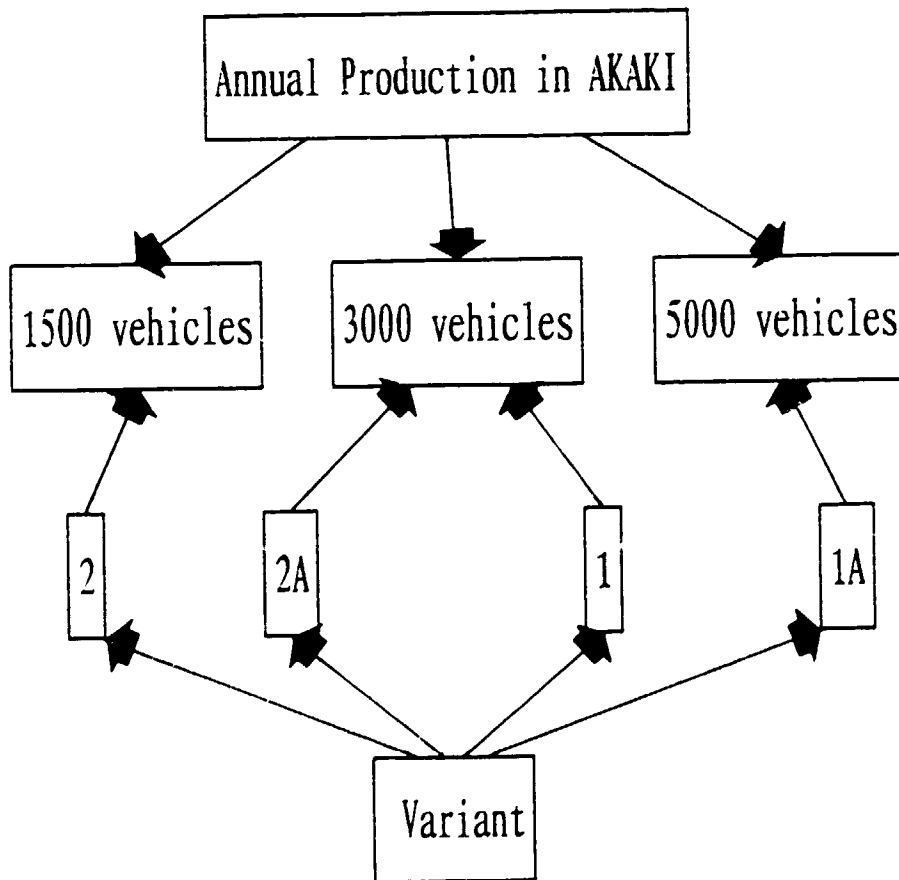 Annual Production in AKAKI
1500 vehicles
3000 vehicles
5000 vehicles
2
2A
1
1A
Variant